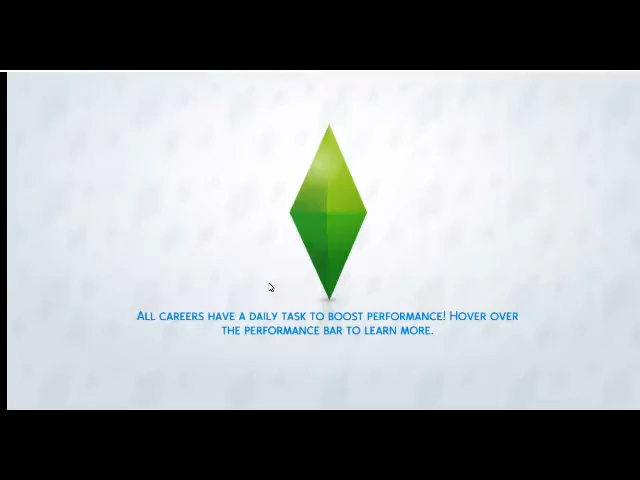 ALL CAREERS HAVE A DAILY TASK TO BOOST PERFORMANCE! HOVER OVER
THE PERFORMANCE BAR TO LEARN MORE.